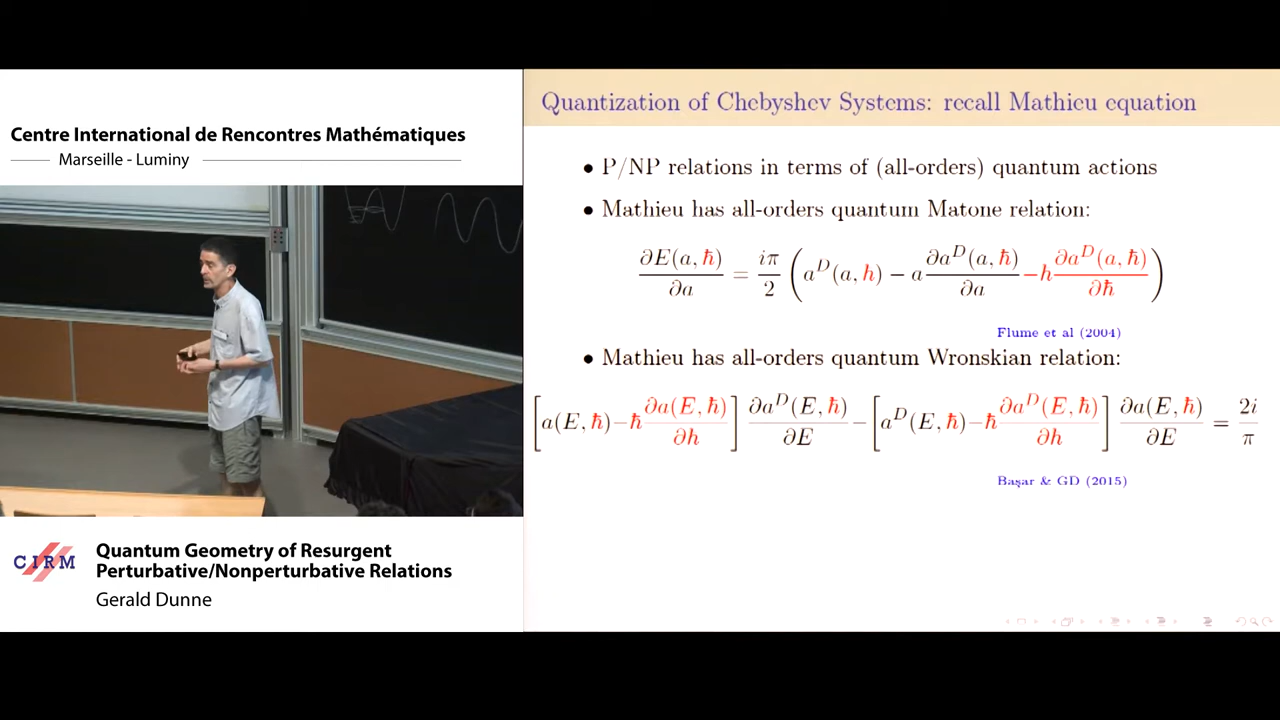 Centre International de Rencontres Mathématiques
Marseille - Luminy
CIRM
Quantum Geometry of Resurgent
Perturbative/Nonperturbative Relations
Gerald Dunne
Quantization of Chebyshev Systems: recall Mathieu equation
• P/NP relations in terms of (all-orders) quantum actions
• Mathieu has all-orders quantum Matone relation:
∂E(a, ħ)/∂a = iπ/2 ( a^D(a, ħ) − a ∂a^D(a, ħ)/∂a − ħ ∂a^D(a, ħ)/∂ħ )
Flume et al (2004)
• Mathieu has all-orders quantum Wronskian relation:
[ a(E, ħ) − ħ ∂a(E, ħ)/∂ħ ] ∂a^D(E, ħ)/∂E − [ a^D(E, ħ) − ħ ∂a^D(E, ħ)/∂ħ ] ∂a(E, ħ)/∂E = 2i/π
Başar & GD (2015)